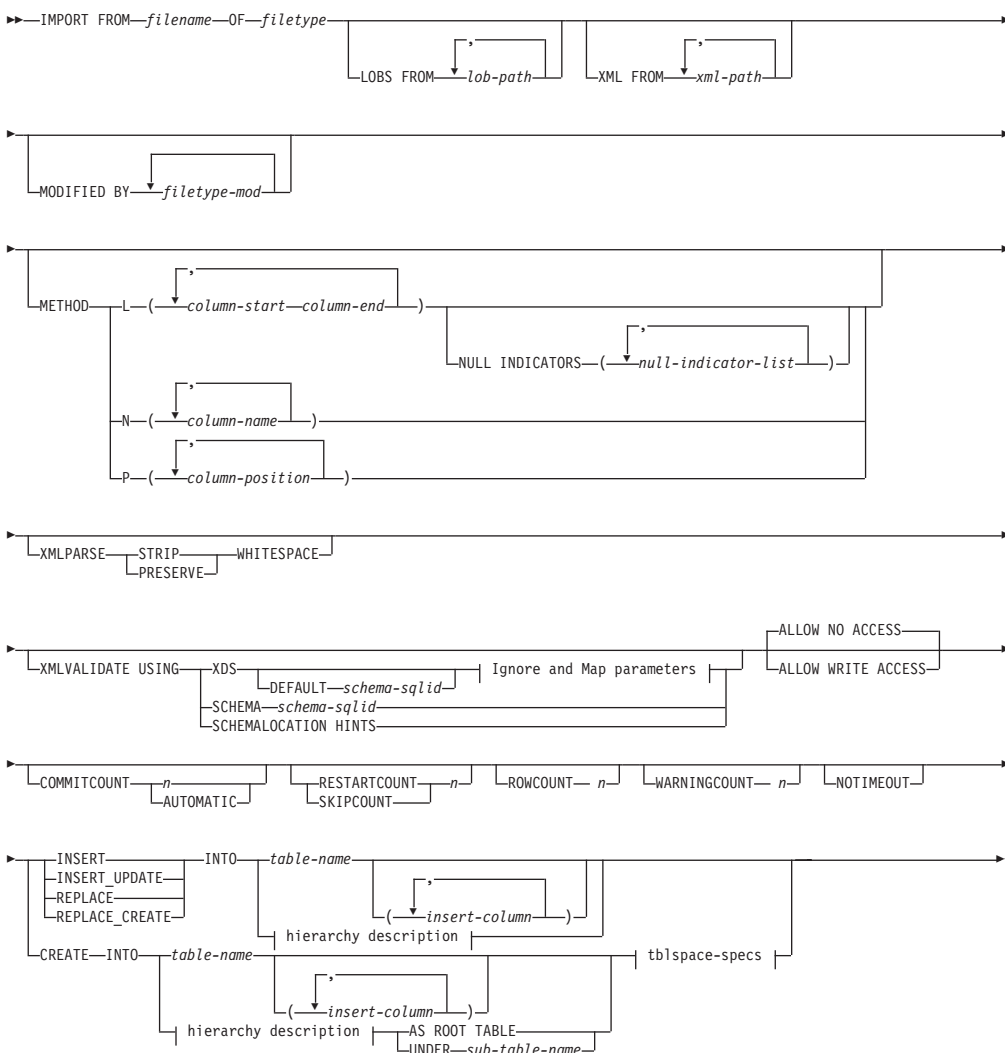 IMPORT FROM filename OF filetype
,
,
LOBS FROM lob-path
XML FROM xml-path
MODIFIED BY filetype-mod
,
METHOD L ( column-start column-end )
,
NULL INDICATORS ( null-indicator-list )
,
N ( column-name )
,
P ( column-position )
XMLPARSE STRIP WHITESPACE
PRESERVE
ALLOW NO ACCESS
XMLVALIDATE USING XDS Ignore and Map parameters ALLOW WRITE ACCESS
DEFAULT schema-sqlid
SCHEMA schema-sqlid
SCHEMALOCATION HINTS
COMMITCOUNT n RESTARTCOUNT n ROWCOUNT n WARNINGCOUNT n NOTIMEOUT
AUTOMATIC SKIPCOUNT
INSERT INTO table-name
INSERT_UPDATE
,
REPLACE
REPLACE_CREATE ( insert-column )
hierarchy description
CREATE INTO table-name tblspace-specs
,
( insert-column )
hierarchy description AS ROOT TABLE
UNDER sub-table-name